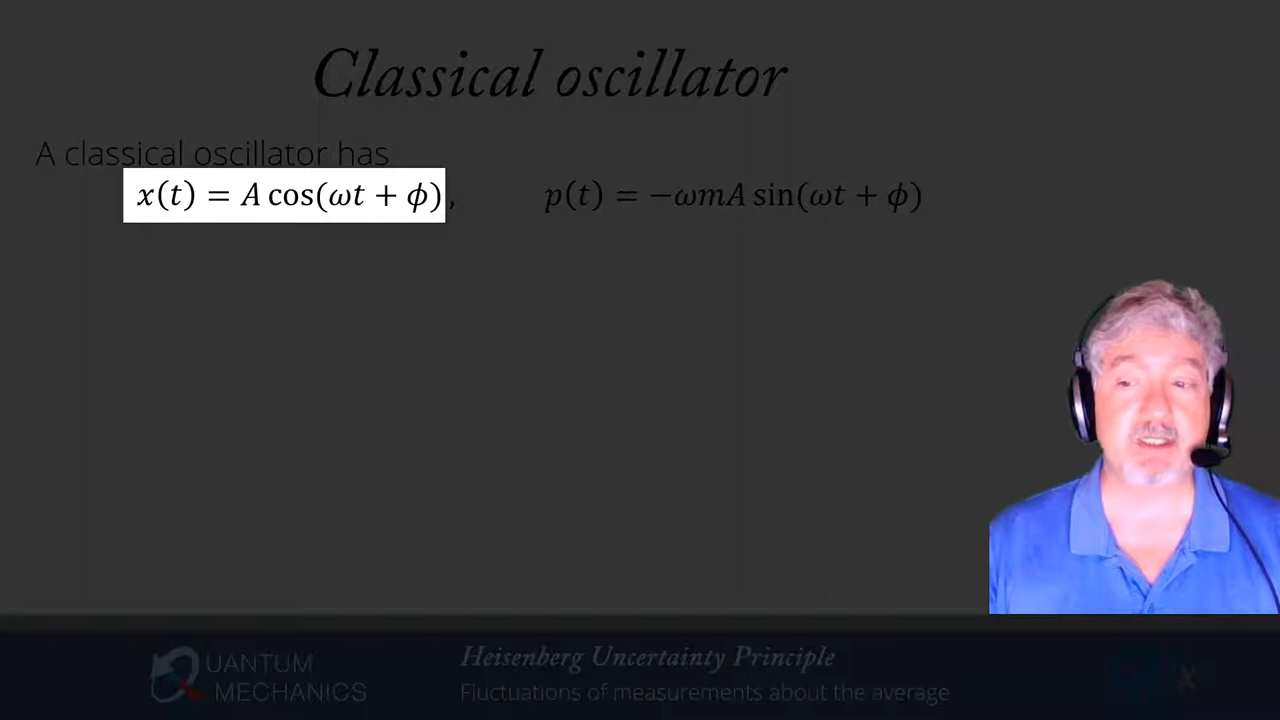 Classical oscillator
A classical oscillator has
x(t) = A cos(ωt + ϕ), p(t) = −ωmA sin(ωt + ϕ)
QUANTUM
MECHANICS
Heisenberg Uncertainty Principle
Fluctuations of measurements about the average